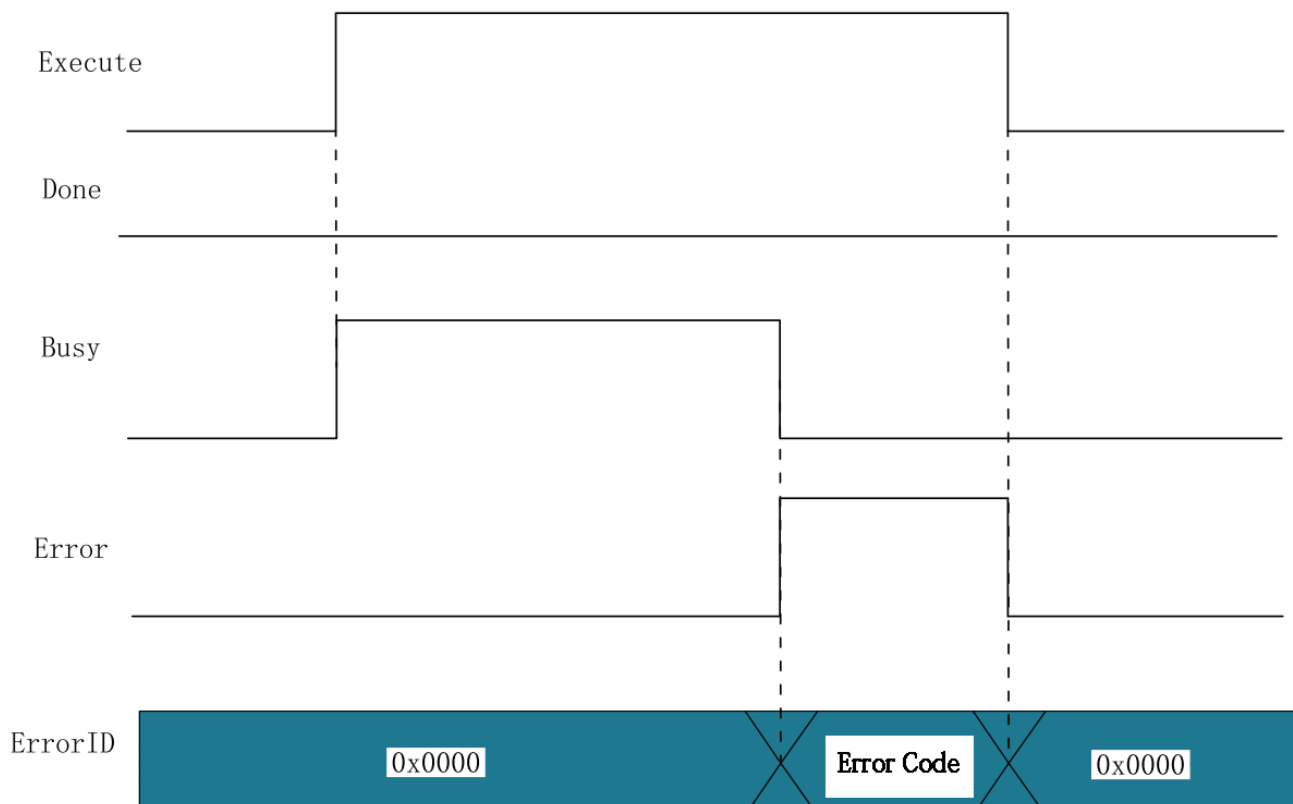 Execute
Done
Busy
Error
ErrorID
0x0000
Error Code
0x0000